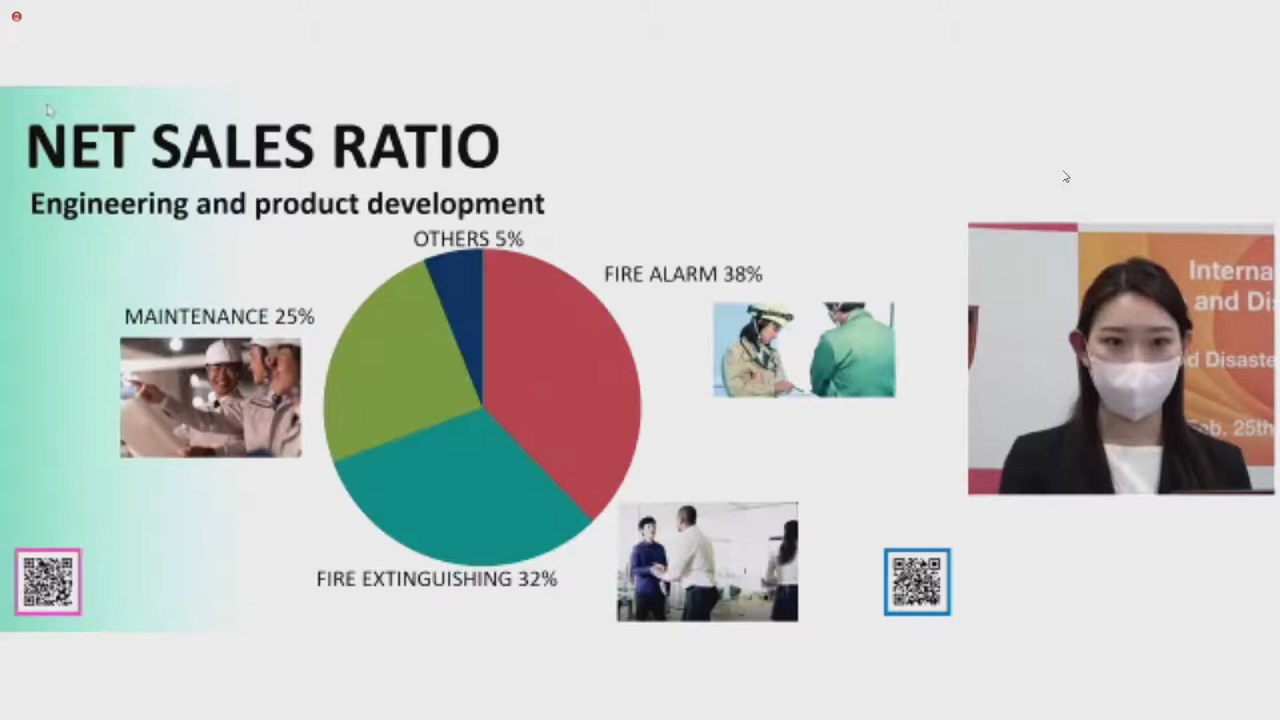 NET SALES RATIO
Engineering and product development
OTHERS 5%
FIRE ALARM 38%
MAINTENANCE 25%
FIRE EXTINGUISHING 32%
Interna
and Di
d Disaste
eb. 25th